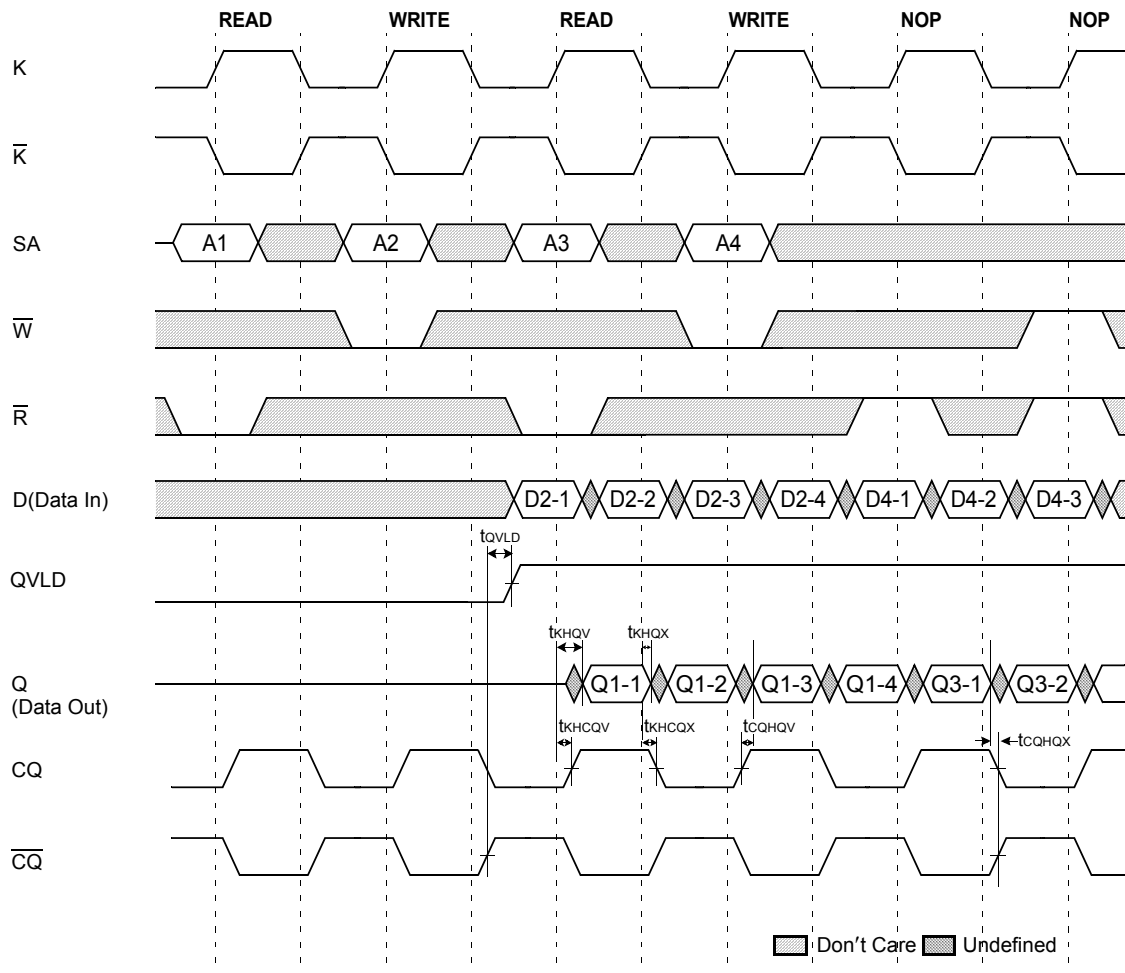 READ WRITE READ WRITE NOP NOP
K
K̅
SA A1 A2 A3 A4
W̅
R̅
D(Data In) D2-1 D2-2 D2-3 D2-4 D4-1 D4-2 D4-3
tQVLD
QVLD
tKHQV tKHQX
Q Q1-1 Q1-2 Q1-3 Q1-4 Q3-1 Q3-2
(Data Out)
tKHCQV tKHCQX tCQHQV
tCQHQX
CQ
C̅Q̅
Don't Care Undefined